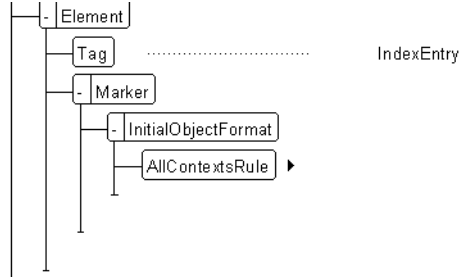 - Element
Tag IndexEntry
- Marker
- InitialObjectFormat
AllContextsRule